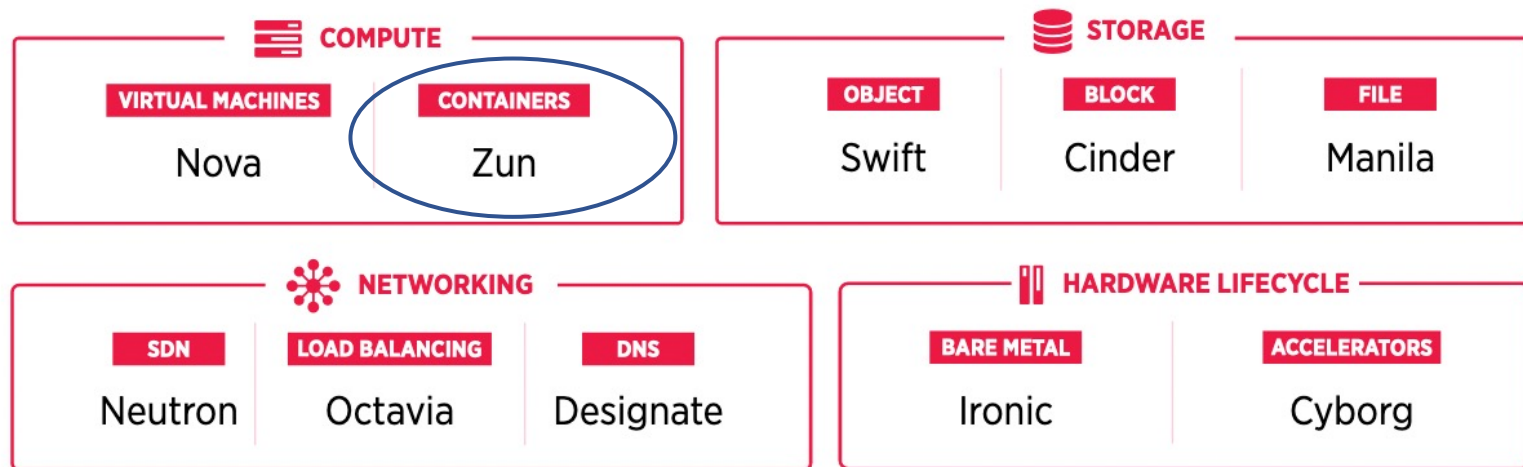 COMPUTE
VIRTUAL MACHINES
Nova
CONTAINERS
Zun
STORAGE
OBJECT
Swift
BLOCK
Cinder
FILE
Manila
NETWORKING
SDN
Neutron
LOAD BALANCING
Octavia
DNS
Designate
HARDWARE LIFECYCLE
BARE METAL
Ironic
ACCELERATORS
Cyborg